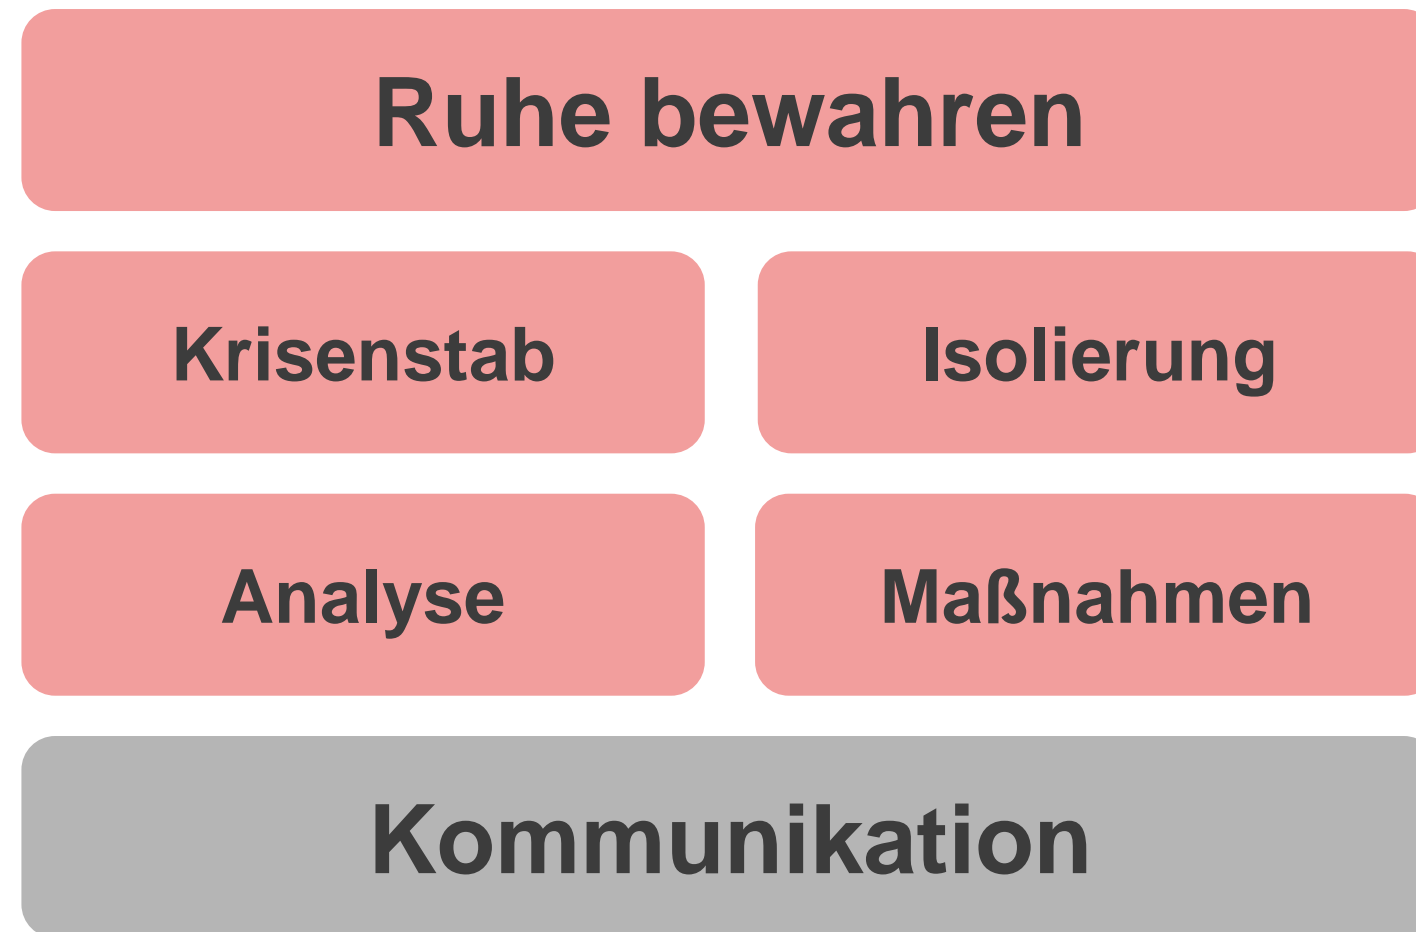 Ruhe bewahren
Krisenstab
Isolierung
Analyse
Maßnahmen
Kommunikation